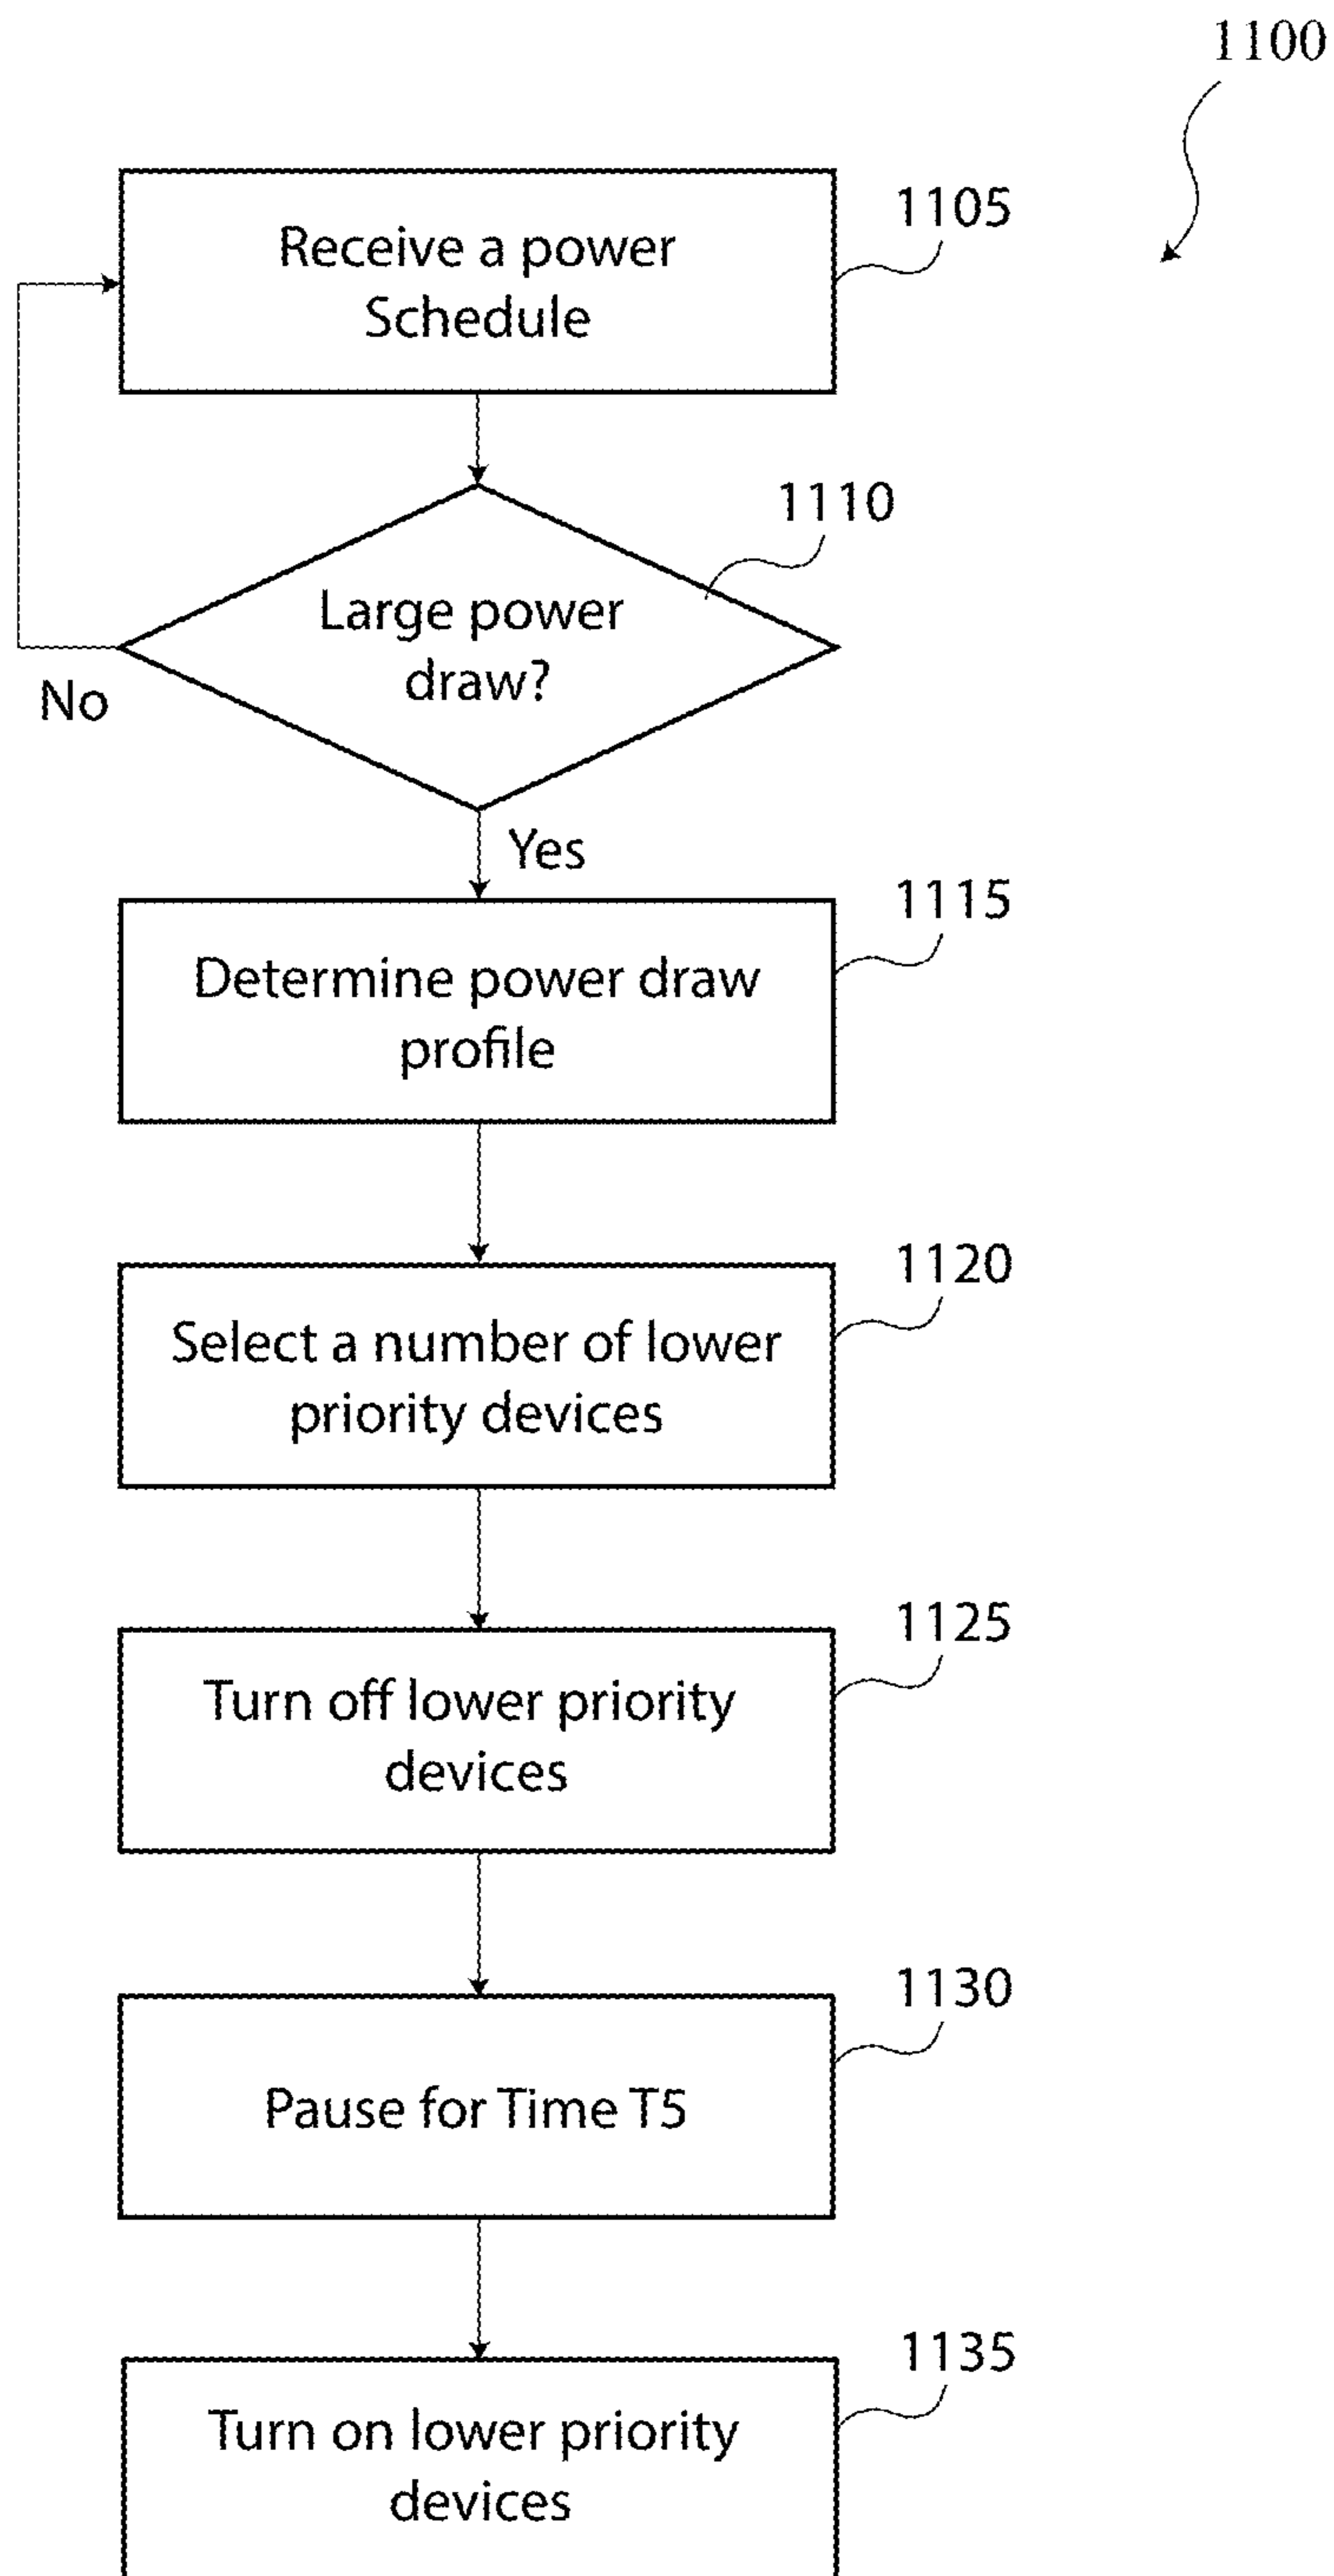 1100
Receive a power
Schedule
1105
Large power
draw?
1110
No
Yes
Determine power draw
profile
1115
Select a number of lower
priority devices
1120
Turn off lower priority
devices
1125
Pause for Time T5
1130
Turn on lower priority
devices
1135